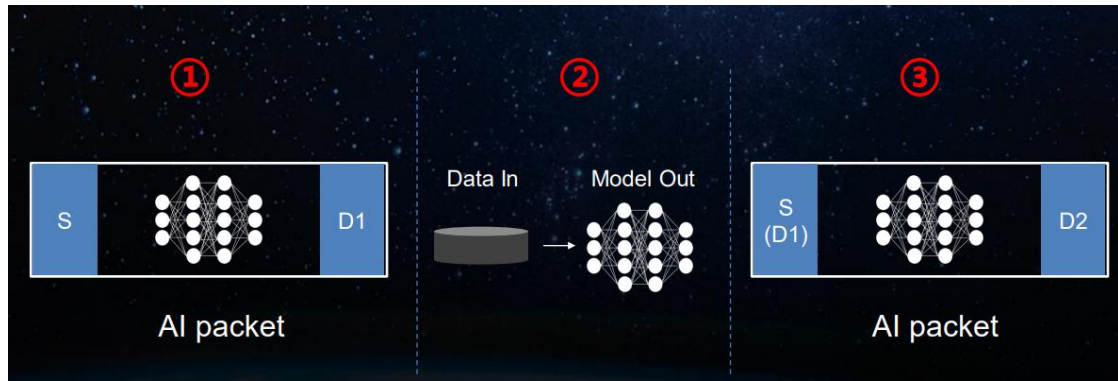 ①
②
③
S
D1
AI packet
Data In
Model Out
S
(D1)
D2
AI packet